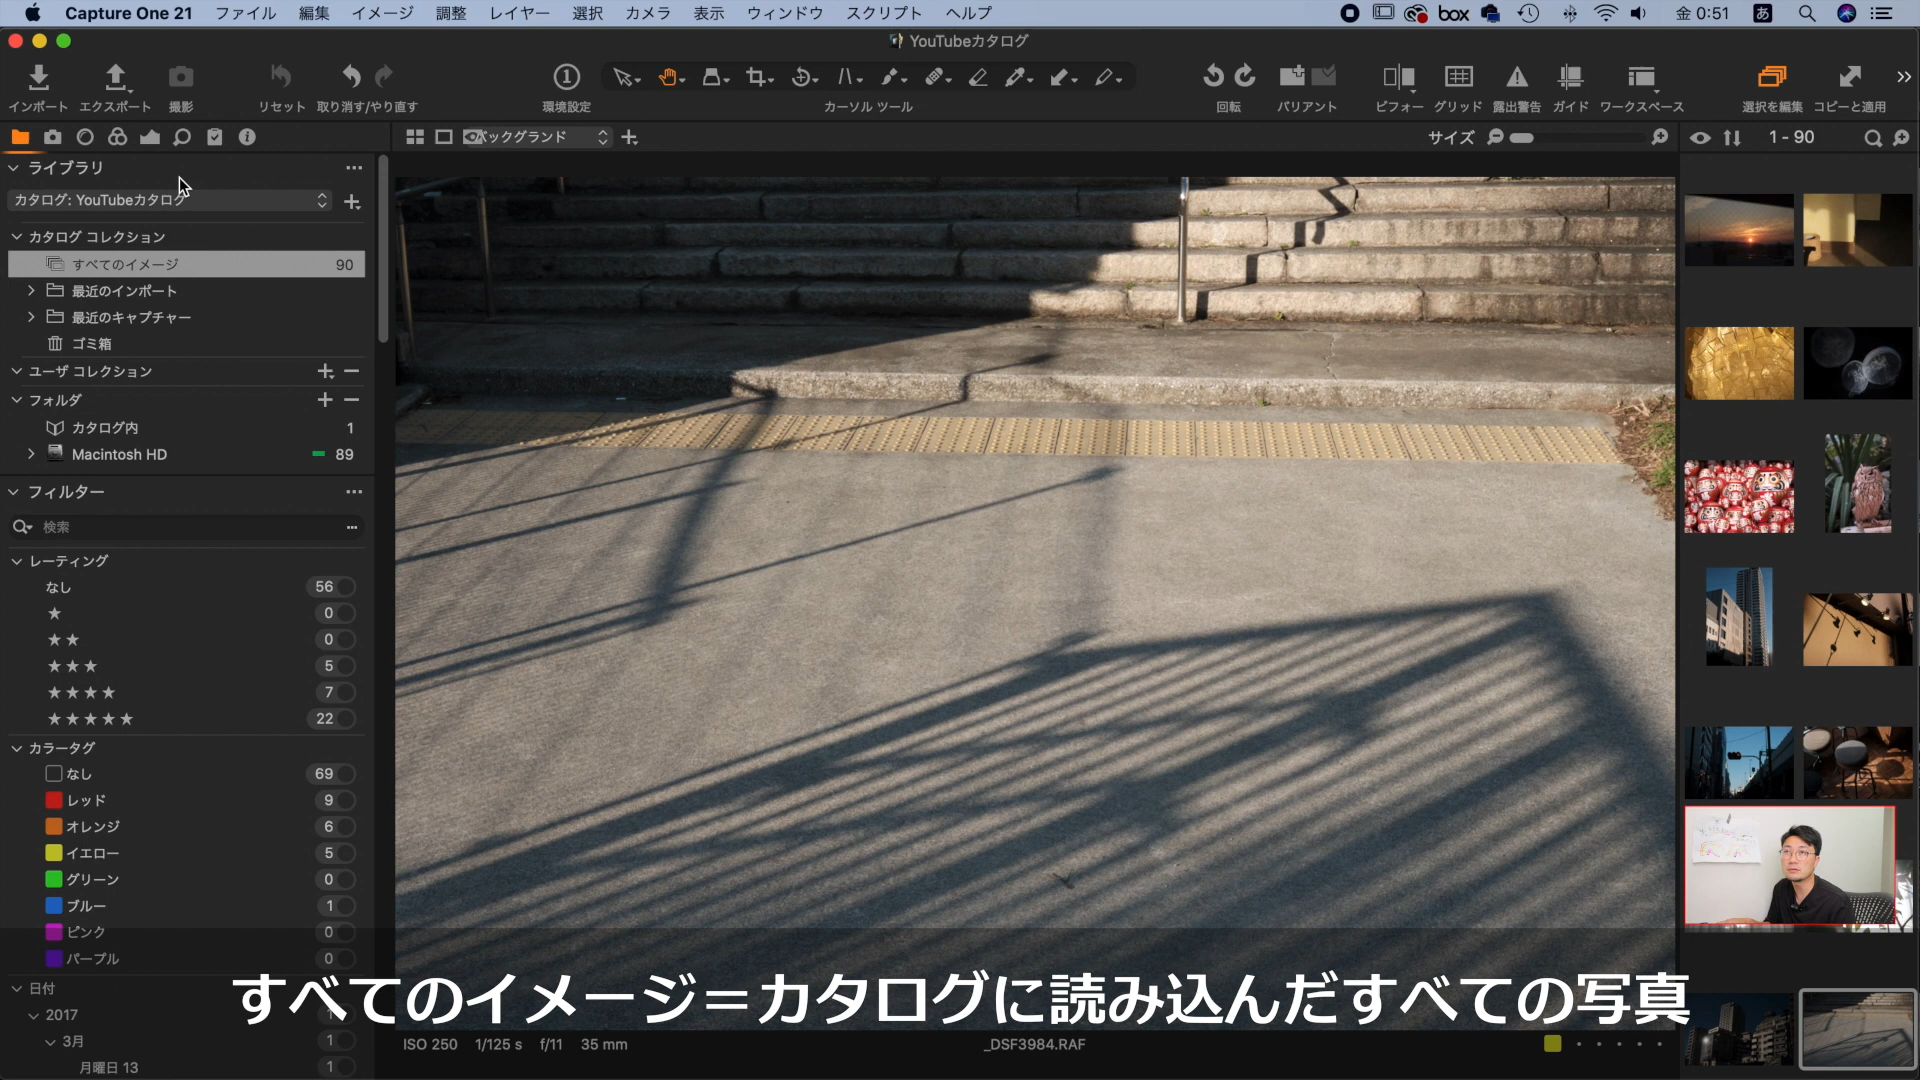 Capture One 21 ファイル 編集 イメージ 調整 レイヤー 選択 カメラ 表示 ウィンドウ スクリプト ヘルプ box 金 0:51 あ
YouTubeカタログ
インポート エクスポート 撮影 リセット 取り消す/やり直す 環境設定 カーソル ツール 回転 バリアント ビフォー グリッド 露出警告 ガイド ワークスペース 選択を編集 コピーと適用
バックグランド サイズ 1 - 90
ライブラリ
カタログ: YouTubeカタログ
カタログ コレクション
すべてのイメージ 90
最近のインポート
最近のキャプチャー
ゴミ箱
ユーザ コレクション
フォルダ
カタログ内 1
Macintosh HD 89
フィルター
検索
レーティング
なし 56
★ 0
★★ 0
★★★ 5
★★★★ 7
★★★★★ 22
カラータグ
なし 69
レッド 9
オレンジ 6
イエロー 5
グリーン 0
ブルー 1
ピンク 0
パープル 0
日付
2017 1
3月 1
月曜日 13 1
すべてのイメージ＝カタログに読み込んだすべての写真
ISO 250 1/125 s f/11 35 mm _DSF3984.RAF